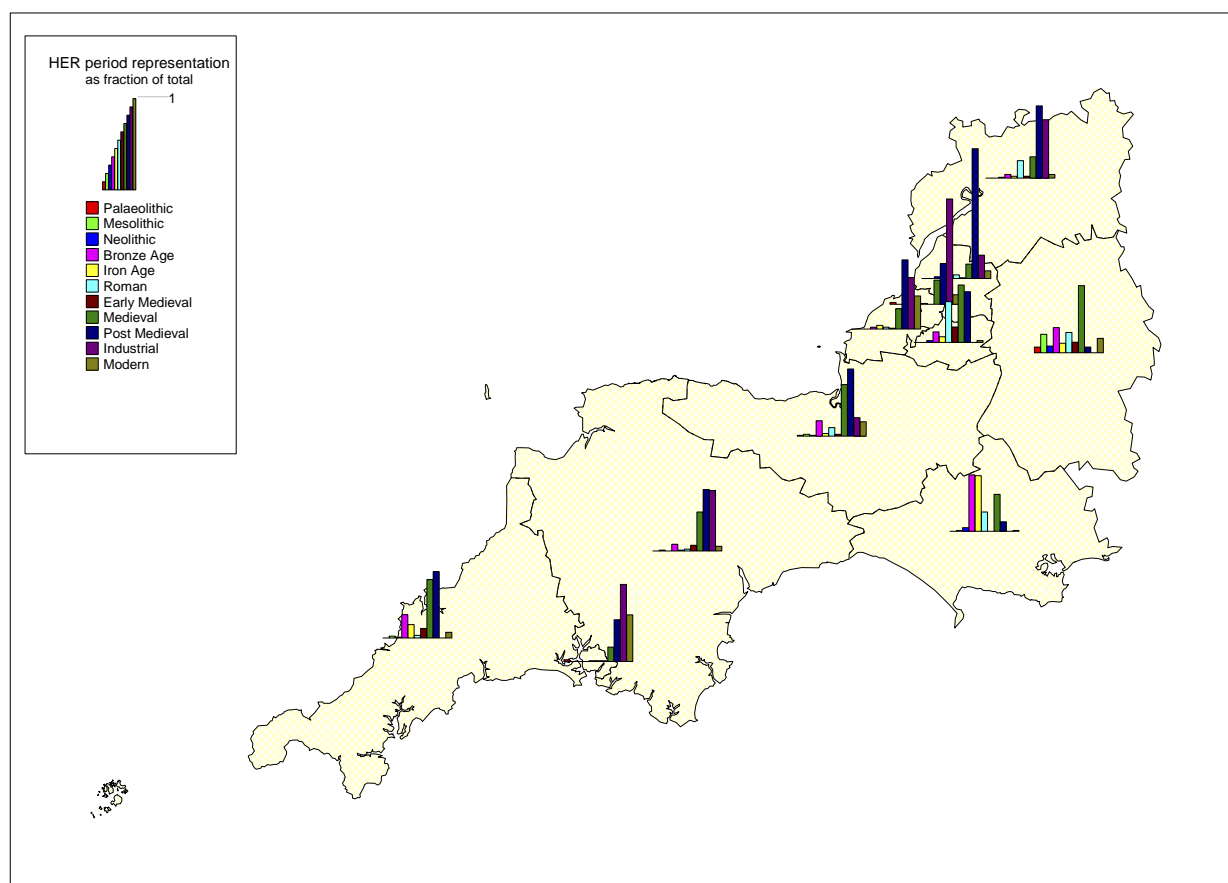 HER period representation
as fraction of total
1
Palaeolithic
Mesolithic
Neolithic
Bronze Age
Iron Age
Roman
Early Medieval
Medieval
Post Medieval
Industrial
Modern